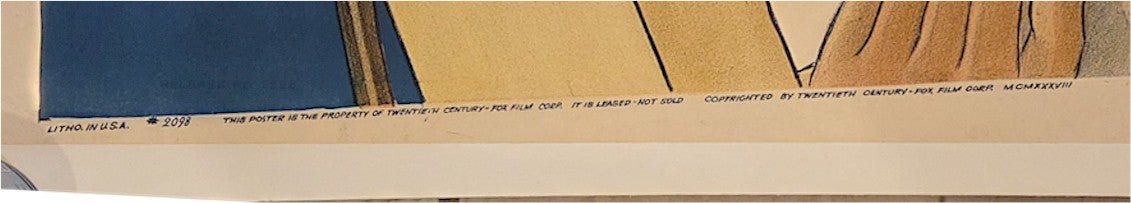 LITHO. IN U.S.A. # 2098 THIS POSTER IS THE PROPERTY OF TWENTIETH CENTURY-FOX FILM CORP. IT IS LEASED-NOT SOLD COPYRIGHTED BY TWENTIETH CENTURY-FOX FILM CORP. MCMXXXVIII